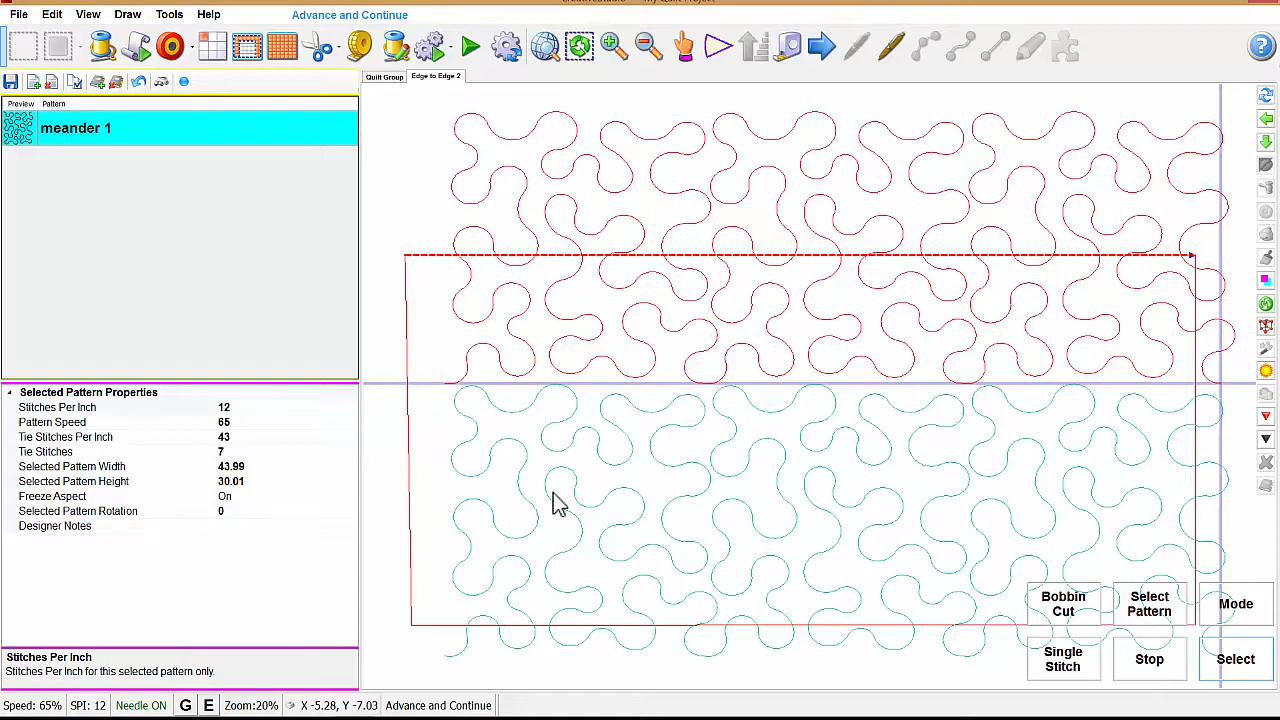 File Edit View Draw Tools Help Advance and Continue
Quilt Group Edge to Edge 2
Preview Pattern
meander 1
Selected Pattern Properties
Stitches Per Inch 12
Pattern Speed 65
Tie Stitches Per Inch 43
Tie Stitches 7
Selected Pattern Width 43.99
Selected Pattern Height 30.01
Freeze Aspect On
Selected Pattern Rotation 0
Designer Notes
Bobbin Cut
Select Pattern
Mode
Single Stitch
Stop
Select
Stitches Per Inch
Stitches Per Inch for this selected pattern only.
Speed: 65% SPI: 12 Needle ON G E Zoom:20% X -5.28, Y -7.03 Advance and Continue